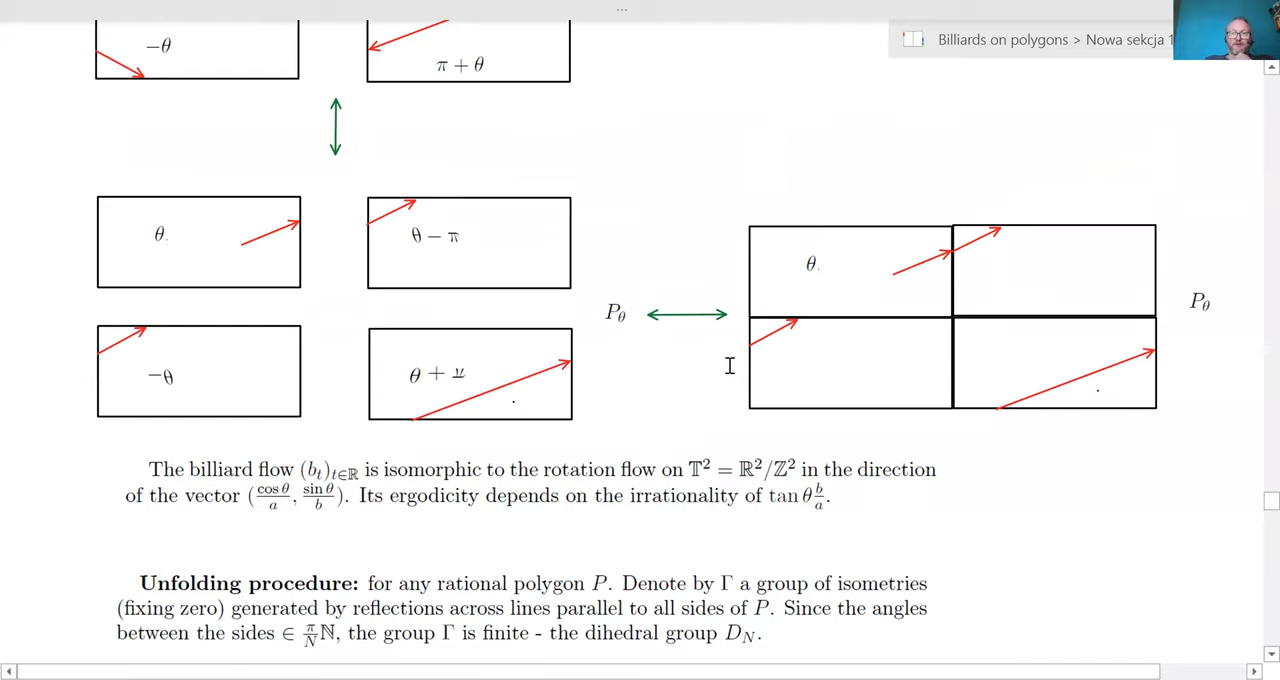 ...
Billiards on polygons > Nowa sekcja 1
−θ
π + θ
θ.
θ − π
−θ
θ + π
P_θ
θ.
P_θ
The billiard flow (b_t)_{t∈ℝ} is isomorphic to the rotation flow on 𝕋² = ℝ²/ℤ² in the direction
of the vector (cos θ/a, sin θ/b). Its ergodicity depends on the irrationality of tan θ b/a.
Unfolding procedure: for any rational polygon P. Denote by Γ a group of isometries
(fixing zero) generated by reflections across lines parallel to all sides of P. Since the angles
between the sides ∈ π/N ℕ, the group Γ is finite - the dihedral group D_N.